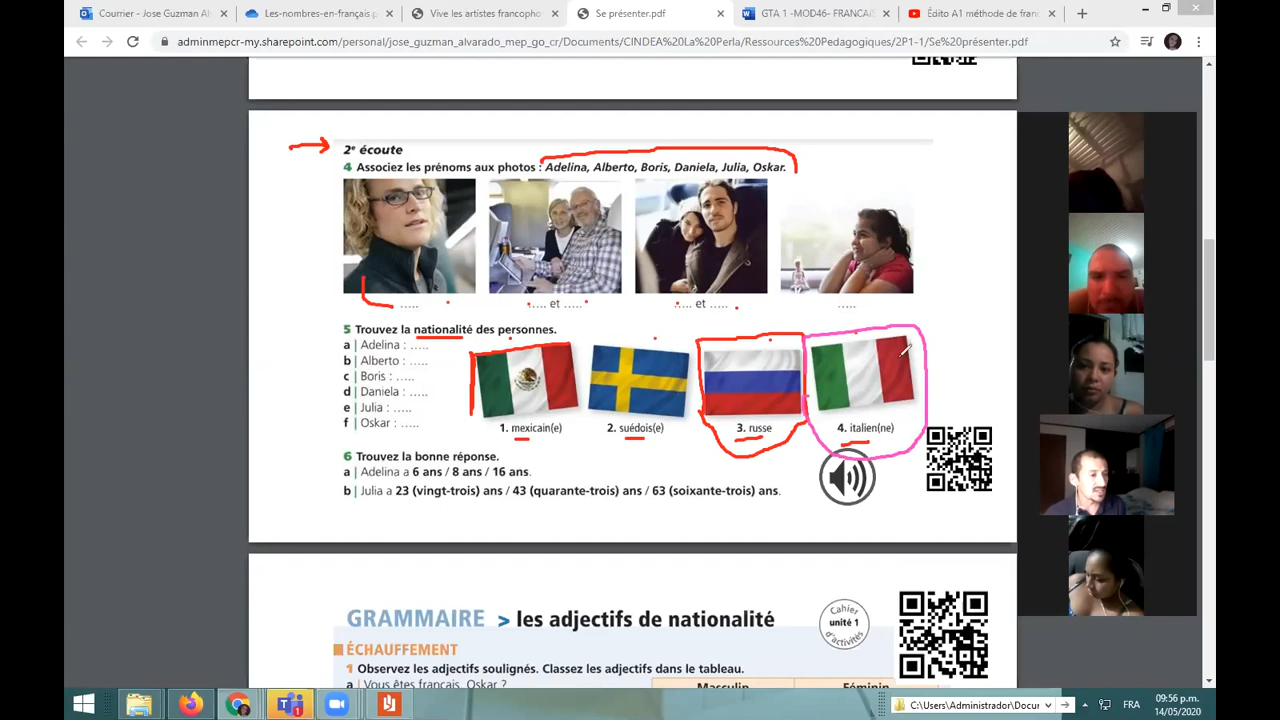 Courrier - Jose Guzman Al
Les-nombres-en-français p
Vive les artistes francophon
Se présenter.pdf
GTA 1 -MOD46- FRANCAIS
Édito A1 méthode de fran
adminmepcr-my.sharepoint.com/personal/jose_guzman_alvarado_mep_go_cr/Documents/CINDEA%20La%20Perla/Ressources%20Pedagogiques/2P1-1/Se%20présenter.pdf
2e écoute
4 Associez les prénoms aux photos : Adelina, Alberto, Boris, Daniela, Julia, Oskar.
..... ..... et ..... ..... et ..... .....
5 Trouvez la nationalité des personnes.
a | Adelina : .....
b | Alberto : .....
c | Boris : .....
d | Daniela : .....
e | Julia : .....
f | Oskar : .....
1. mexicain(e) 2. suédois(e) 3. russe 4. italien(ne)
6 Trouvez la bonne réponse.
a | Adelina a 6 ans / 8 ans / 16 ans.
b | Julia a 23 (vingt-trois) ans / 43 (quarante-trois) ans / 63 (soixante-trois) ans.
GRAMMAIRE > les adjectifs de nationalité
Cahier
unité 1
d'activités
ÉCHAUFFEMENT
1 Observez les adjectifs soulignés. Classez les adjectifs dans le tableau.
a | Vous êtes français, Oskar ?
Masculin Féminin
C:\Users\Administrador\Docur
FRA
09:56 p.m.
14/05/2020